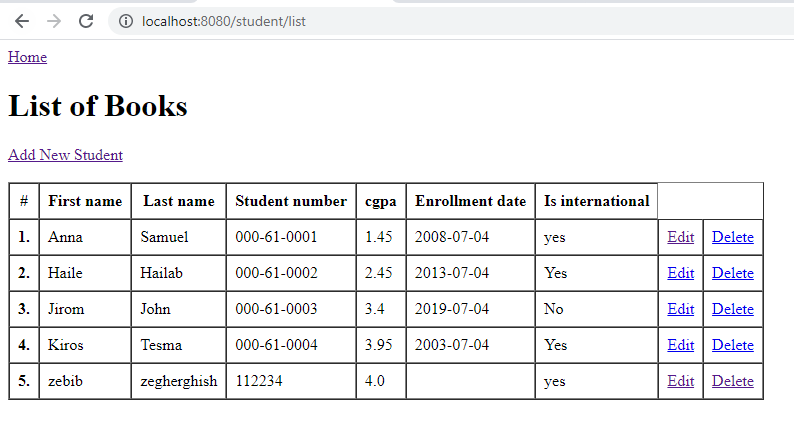 localhost:8080/student/list
Home
List of Books
Add New Student
# First name Last name Student number cgpa Enrollment date Is international
1. Anna Samuel 000-61-0001 1.45 2008-07-04 yes Edit Delete
2. Haile Hailab 000-61-0002 2.45 2013-07-04 Yes Edit Delete
3. Jirom John 000-61-0003 3.4 2019-07-04 No Edit Delete
4. Kiros Tesma 000-61-0004 3.95 2003-07-04 Yes Edit Delete
5. zebib zegherghish 112234 4.0 yes Edit Delete